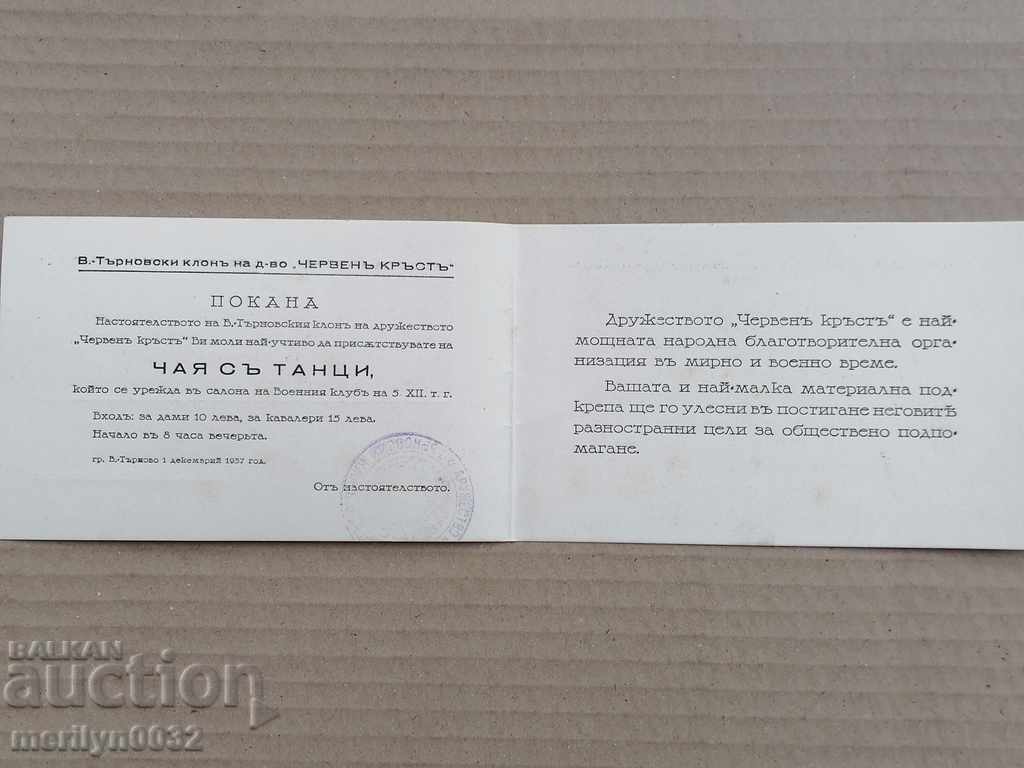 В.-Търновски клонъ на д-во „ЧЕРВЕНЪ КРЪСТЪ“
ПОКАНА
Настоятелството на В.-Търновския клонъ на дружеството
„Червенъ кръстъ“ Ви моли най-учтиво да присѫтствувате на
ЧАЯ СЪ ТАНЦИ,
който се урежда въ салона на Военния клубъ на 5. XII. т. г.
Входъ: за дами 10 лева, за кавалери 15 лева.
Начало въ 8 часа вечерьта.
гр. В.-Търново 1 декемврий 1937 год.
Отъ настоятелството.
Дружеството „Червенъ кръстъ“ е най-
мощната народна благотворителна орга-
низация въ мирно и военно време.
Вашата и най-малка материална под-
крепа ще го улесни въ постигане неговитѣ
разностранни цели за обществено подпо-
магане.
BALKAN
auction
merilyn0032